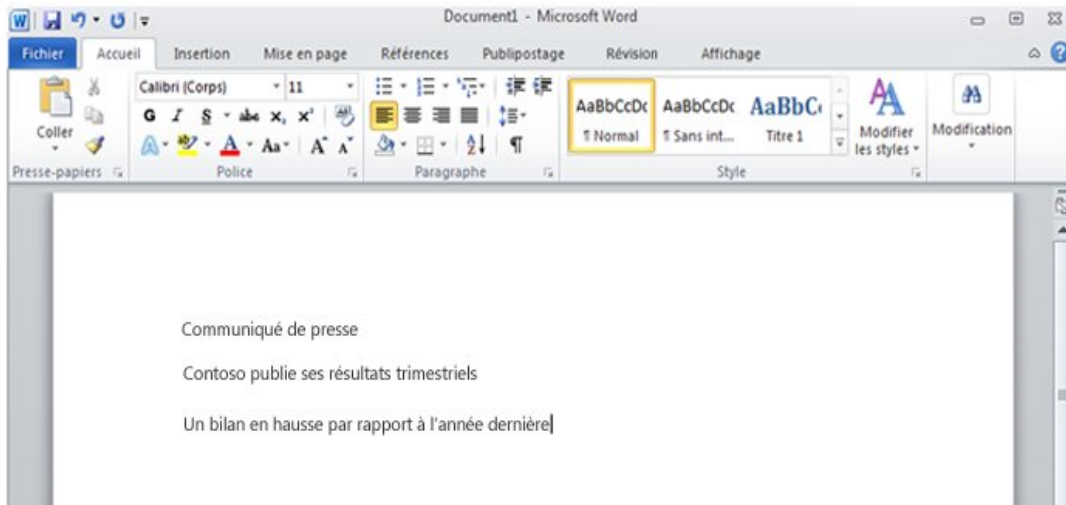 Document1 - Microsoft Word
Fichier Accueil Insertion Mise en page Références Publipostage Révision Affichage
Calibri (Corps) 11
G I S abc x, x²
Aa A A
Coller
AaBbCcDc AaBbCcDc AaBbC
¶ Normal ¶ Sans int... Titre 1
Modifier les styles
Modification
Presse-papiers Police Paragraphe Style
Communiqué de presse
Contoso publie ses résultats trimestriels
Un bilan en hausse par rapport à l'année dernière